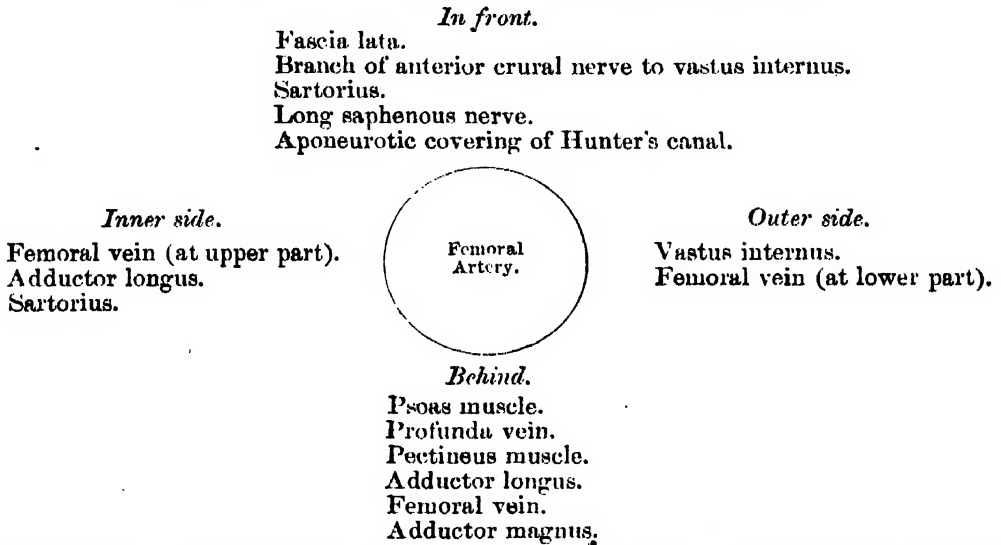 In front.
Fascia lata.
Branch of anterior crural nerve to vastus internus.
Sartorius.
Long saphenous nerve.
Aponeurotic covering of Hunter's canal.
Inner side.
Femoral vein (at upper part).
Adductor longus.
Sartorius.
Femoral
Artery.
Outer side.
Vastus internus.
Femoral vein (at lower part).
Behind.
Psoas muscle.
Profunda vein.
Pectineus muscle.
Adductor longus.
Femoral vein.
Adductor magnus.